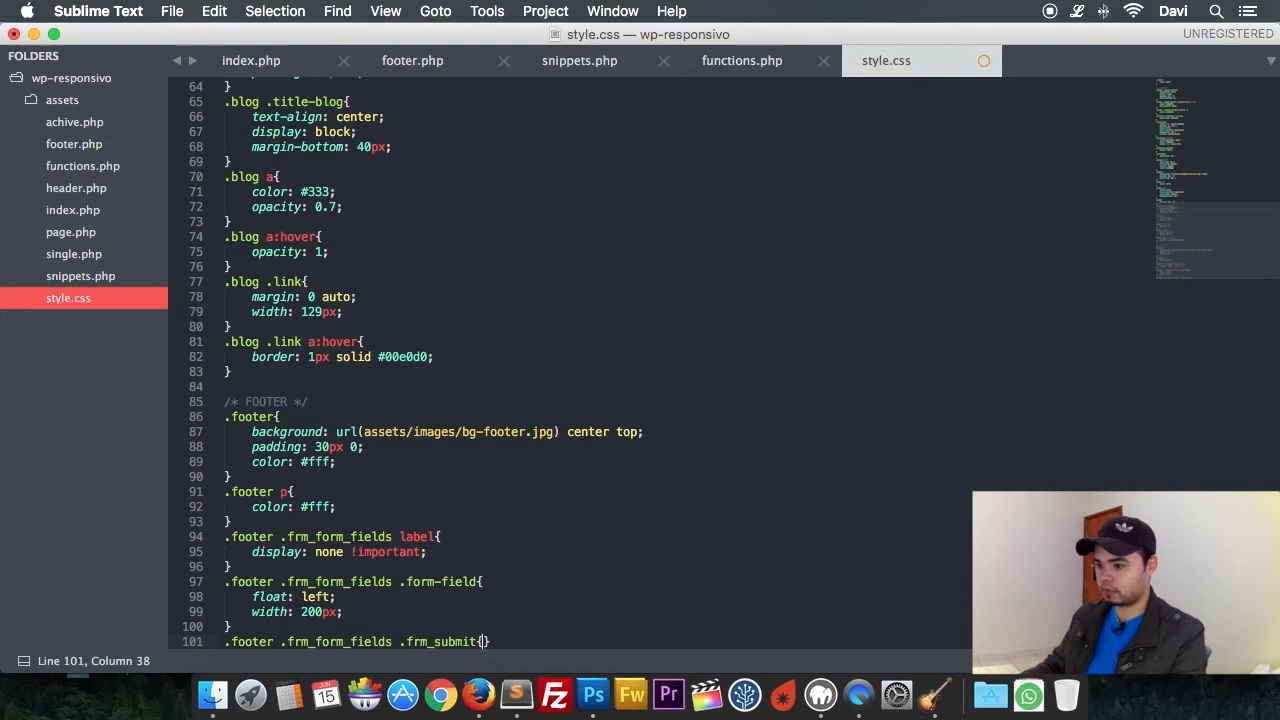 Sublime Text File Edit Selection Find View Goto Tools Project Window Help Davi
style.css — wp-responsivo UNREGISTERED
FOLDERS
wp-responsivo
assets
achive.php
footer.php
functions.php
header.php
index.php
page.php
single.php
snippets.php
style.css
index.php footer.php snippets.php functions.php style.css
64 }
65 .blog .title-blog{
66 text-align: center;
67 display: block;
68 margin-bottom: 40px;
69 }
70 .blog a{
71 color: #333;
72 opacity: 0.7;
73 }
74 .blog a:hover{
75 opacity: 1;
76 }
77 .blog .link{
78 margin: 0 auto;
79 width: 129px;
80 }
81 .blog .link a:hover{
82 border: 1px solid #00e0d0;
83 }
84
85 /* FOOTER */
86 .footer{
87 background: url(assets/images/bg-footer.jpg) center top;
88 padding: 30px 0;
89 color: #fff;
90 }
91 .footer p{
92 color: #fff;
93 }
94 .footer .frm_form_fields label{
95 display: none !important;
96 }
97 .footer .frm_form_fields .form-field{
98 float: left;
99 width: 200px;
100 }
101 .footer .frm_form_fields .frm_submit{}
Line 101, Column 38
JUN
15
Fz
Ps
Fw
Pr